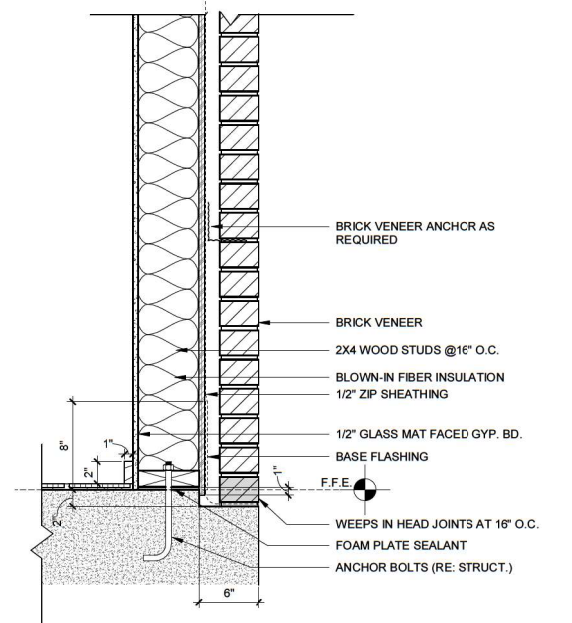 BRICK VENEER ANCHOR AS
REQUIRED
BRICK VENEER
2X4 WOOD STUDS @16" O.C.
BLOWN-IN FIBER INSULATION
1/2" ZIP SHEATHING
8"
1"
2"
1/2" GLASS MAT FACED GYP. BD.
BASE FLASHING
1"
F.F.E.
2"
WEEPS IN HEAD JOINTS AT 16" O.C.
FOAM PLATE SEALANT
ANCHOR BOLTS (RE: STRUCT.)
6"